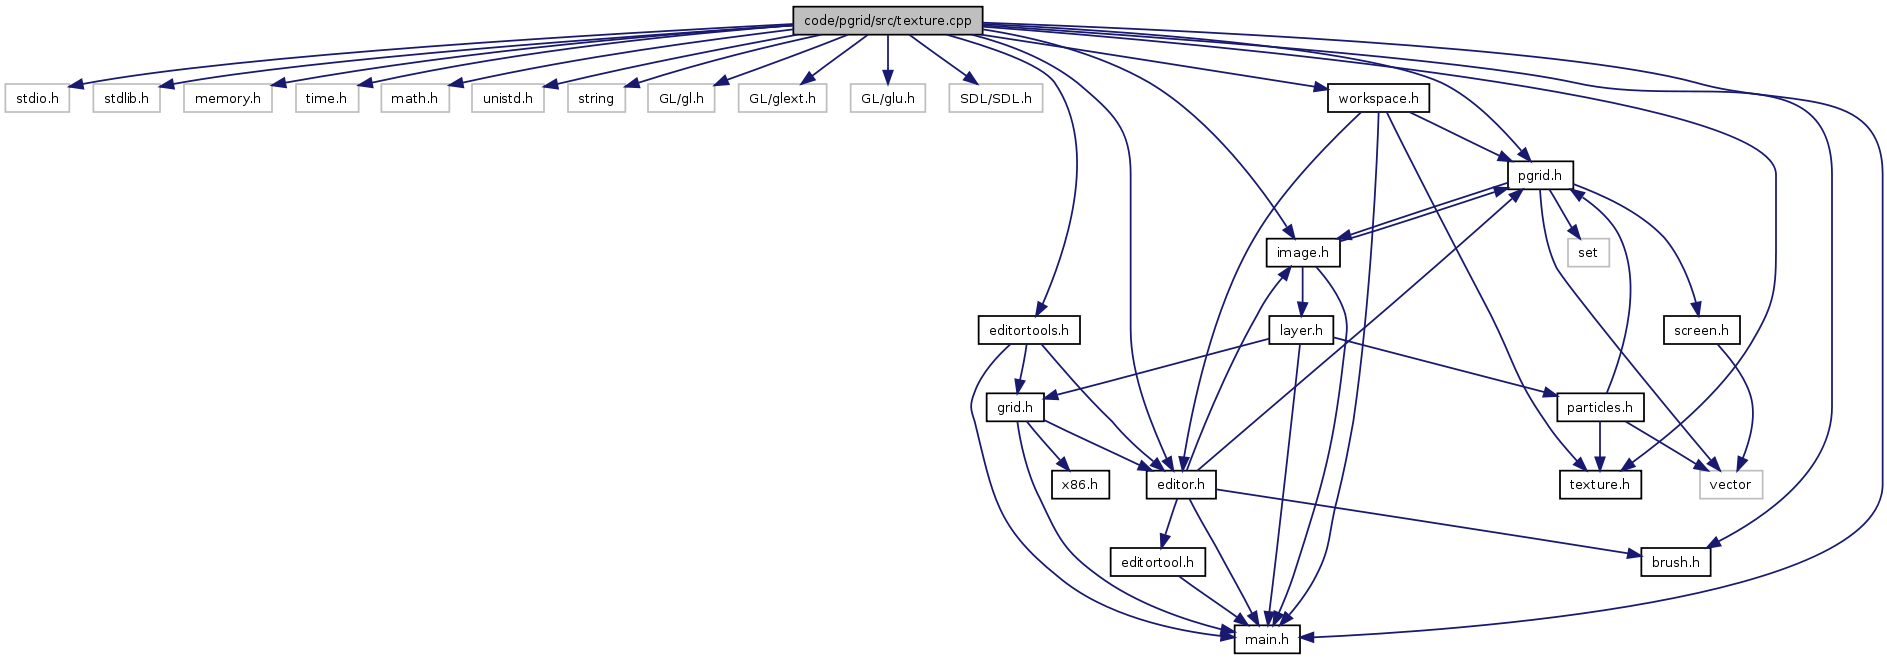 code/pgrid/src/texture.cpp
stdio.h
stdlib.h
memory.h
time.h
math.h
unistd.h
string
GL/gl.h
GL/glext.h
GL/glu.h
SDL/SDL.h
workspace.h
pgrid.h
image.h
set
editortools.h
layer.h
screen.h
grid.h
particles.h
x86.h
editor.h
texture.h
vector
editortool.h
brush.h
main.h